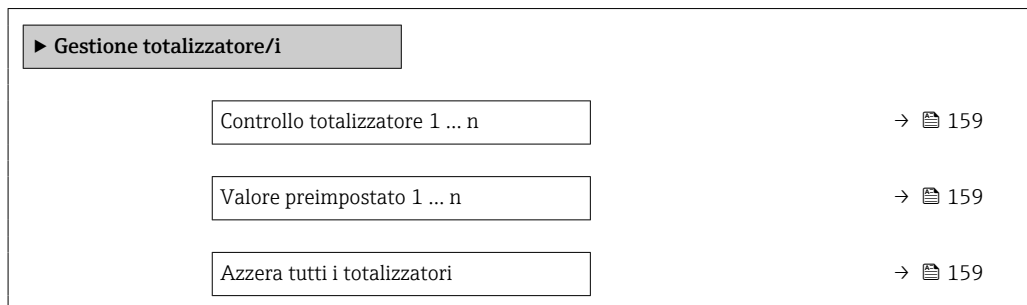 ▶ Gestione totalizzatore/i
Controllo totalizzatore 1 … n → 159
Valore preimpostato 1 … n → 159
Azzera tutti i totalizzatori → 159